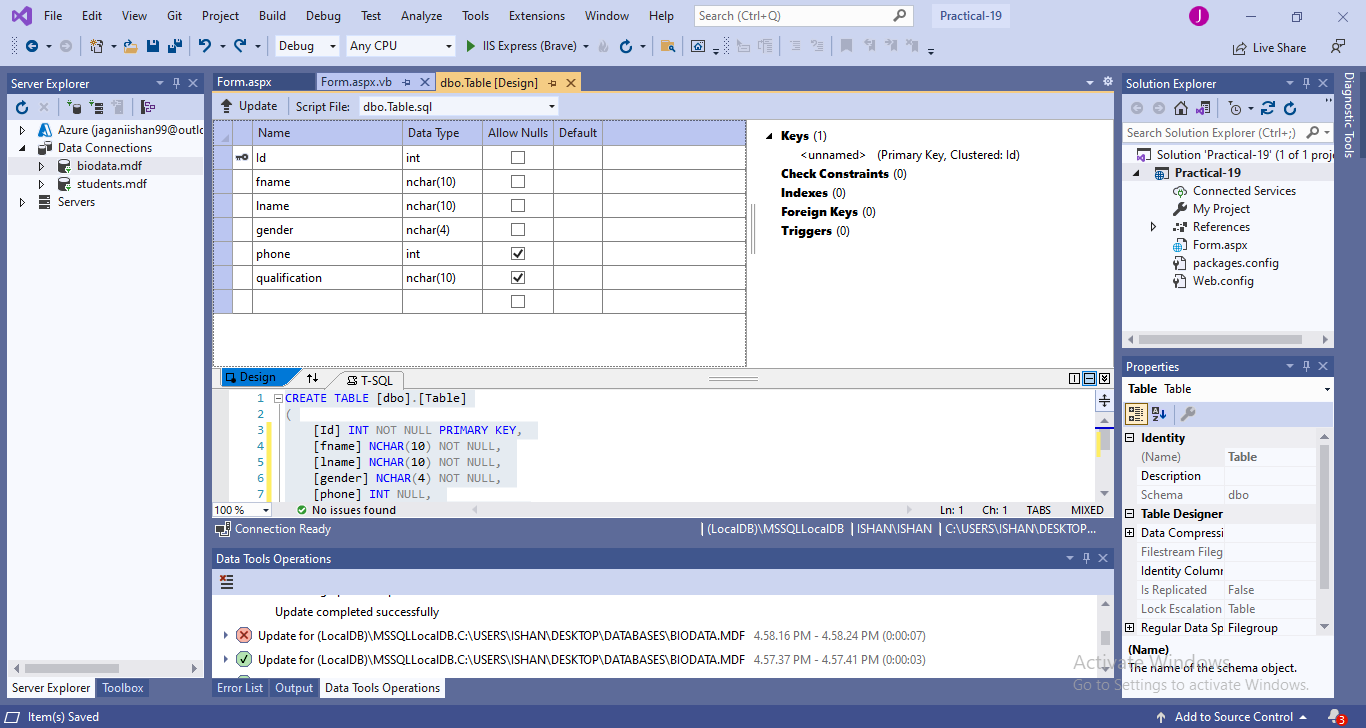 File Edit View Git Project Build Debug Test Analyze Tools Extensions Window Help Search (Ctrl+Q) Practical-19 J
Debug Any CPU IIS Express (Brave) Live Share
Server Explorer
Azure (jaganiishan99@outlo
Data Connections
biodata.mdf
students.mdf
Servers
Server Explorer Toolbox
Form.aspx Form.aspx.vb dbo.Table [Design]
Update Script File: dbo.Table.sql
Name Data Type Allow Nulls Default
Id int
fname nchar(10)
lname nchar(10)
gender nchar(4)
phone int
qualification nchar(10)
Keys (1)
<unnamed> (Primary Key, Clustered: Id)
Check Constraints (0)
Indexes (0)
Foreign Keys (0)
Triggers (0)
Design T-SQL
1 CREATE TABLE [dbo].[Table]
2 (
3 [Id] INT NOT NULL PRIMARY KEY,
4 [fname] NCHAR(10) NOT NULL,
5 [lname] NCHAR(10) NOT NULL,
6 [gender] NCHAR(4) NOT NULL,
7 [phone] INT NULL,
100 % No issues found Ln: 1 Ch: 1 TABS MIXED
Connection Ready (LocalDB)\MSSQLLocalDB ISHAN\ISHAN C:\USERS\ISHAN\DESKTOP...
Data Tools Operations
Update completed successfully
Update for (LocalDB)\MSSQLLocalDB.C:\USERS\ISHAN\DESKTOP\DATABASES\BIODATA.MDF 4.58.16 PM - 4.58.24 PM (0:00:07)
Update for (LocalDB)\MSSQLLocalDB.C:\USERS\ISHAN\DESKTOP\DATABASES\BIODATA.MDF 4.57.37 PM - 4.57.41 PM (0:00:03)
Error List Output Data Tools Operations
Solution Explorer
Search Solution Explorer (Ctrl+;)
Solution 'Practical-19' (1 of 1 proj
Practical-19
Connected Services
My Project
References
Form.aspx
packages.config
Web.config
Diagnostic Tools
Properties
Table Table
Identity
(Name) Table
Description
Schema dbo
Table Designer
Data Compressi
Filestream Fileg
Identity Colum
Is Replicated False
Lock Escalation Table
Regular Data Sp Filegroup
(Name)
The name of the schema object.
Activate Windows
Go to Settings to activate Windows.
Item(s) Saved Add to Source Control 3